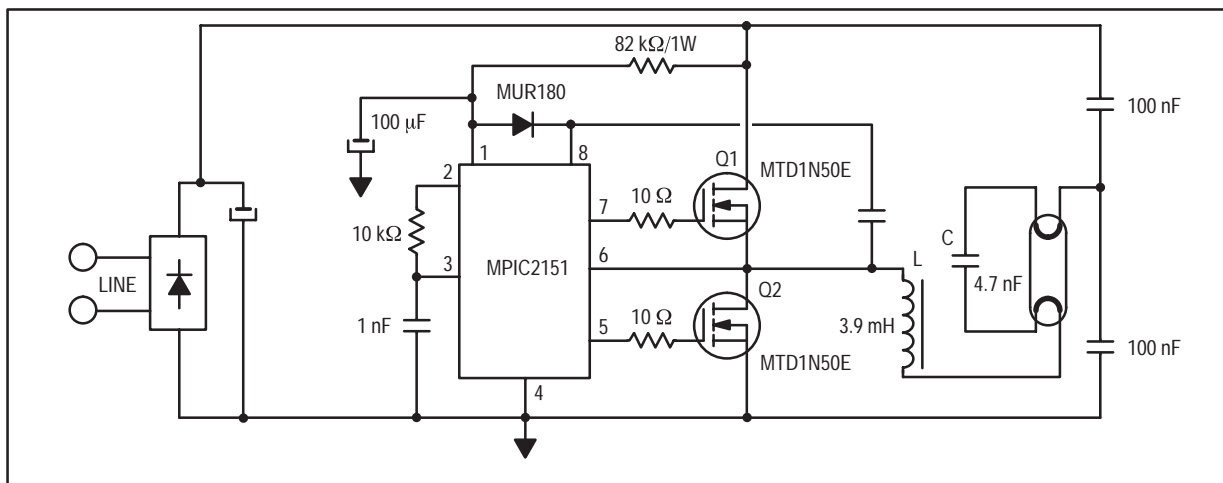 82 kΩ/1W
MUR180
100 nF
100 µF
1
8
Q1
MTD1N50E
2
7
10 Ω
10 kΩ
C
L
3
MPIC2151
6
4.7 nF
LINE
Q2
1 nF
10 Ω
3.9 mH
5
100 nF
MTD1N50E
4